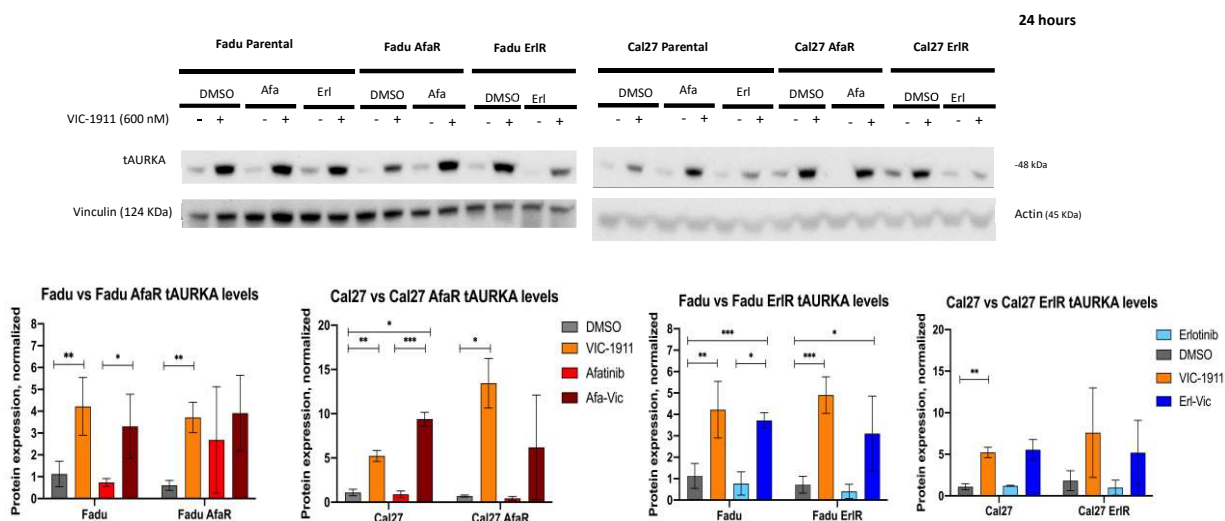 24 hours
Fadu Parental Fadu AfaR Fadu ErlR Cal27 Parental Cal27 AfaR Cal27 ErlR
DMSO Afa Erl DMSO Afa DMSO Erl DMSO Afa Erl DMSO Afa DMSO Erl
VIC-1911 (600 nM) - + - + - + - + - + - + - + - + - + - + - + - + - + - +
tAURKA -48 kDa
Vinculin (124 KDa) Actin (45 KDa)
Fadu vs Fadu AfaR tAURKA levels
Protein expression, normalized
8
7
6
5
4
3
2
1
0
** * **
Fadu Fadu AfaR
Cal27 vs Cal27 AfaR tAURKA levels
Protein expression, normalized
20
15
10
5
0
*
** *** *
Cal27 Cal27 AfaR
DMSO
VIC-1911
Afatinib
Afa-Vic
Fadu vs Fadu ErlR tAURKA levels
Protein expression, normalized
8
7
6
5
4
3
2
1
0
*** *
** * ***
Fadu Fadu ErlR
Cal27 vs Cal27 ErlR tAURKA levels
Protein expression, normalized
20
15
10
5
0
**
Cal27 Cal27 ErlR
Erlotinib
DMSO
VIC-1911
Erl-Vic